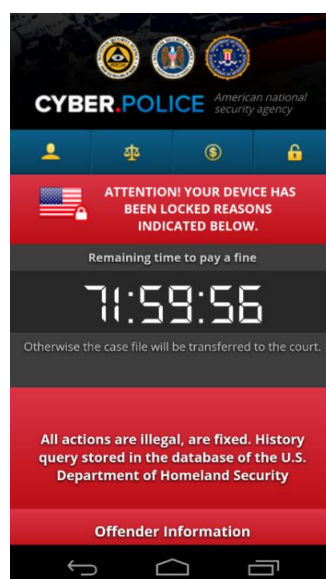 CYBER.POLICE
American national
security agency
ATTENTION! YOUR DEVICE HAS
BEEN LOCKED REASONS
INDICATED BELOW.
Remaining time to pay a fine
71:59:56
Otherwise the case file will be transferred to the court.
All actions are illegal, are fixed. History
query stored in the database of the U.S.
Department of Homeland Security
Offender Information